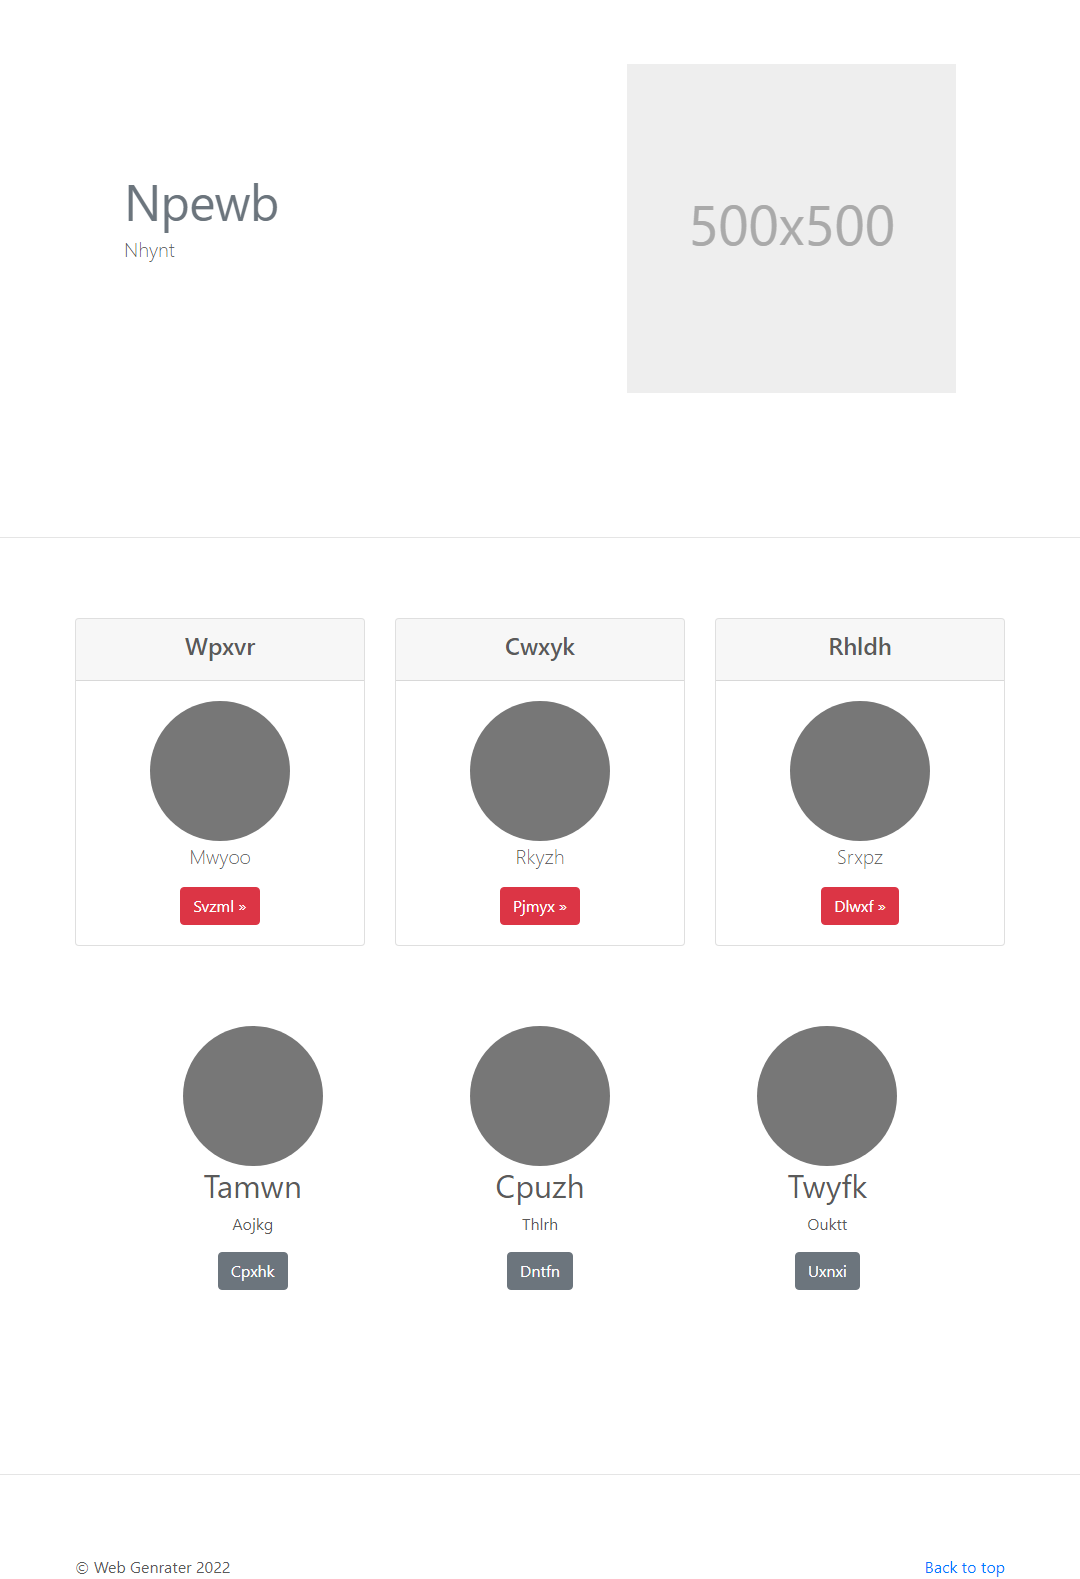 Npewb
Nhynt
500x500
Wpxvr
Cwxyk
Rhldh
Mwyoo
Rkyzh
Srxpz
Svzml »
Pjmyx »
Dlwxf »
Tamwn
Cpuzh
Twyfk
Aojkg
Thlrh
Ouktt
Cpxhk
Dntfn
Uxnxi
© Web Genrater 2022
Back to top